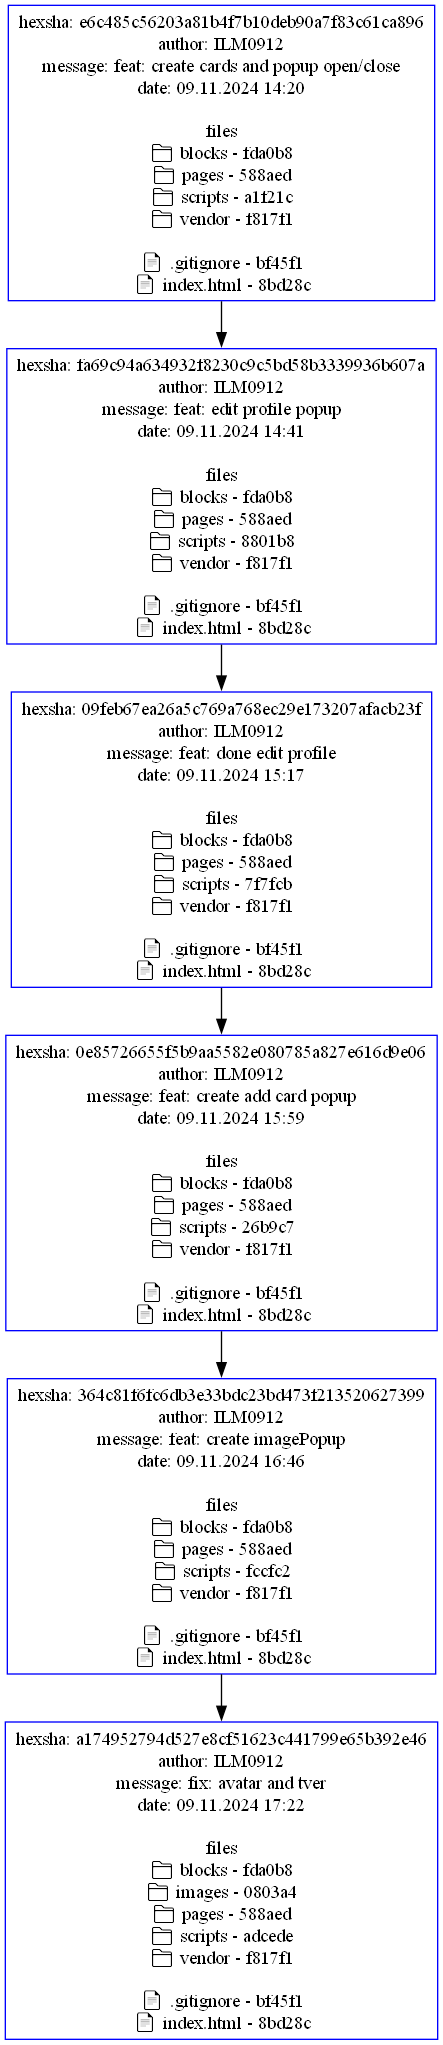 hexsha: e6c485c56203a81b4f7b10deb90a7f83c61ca896
author: ILM0912
message: feat: create cards and popup open/close
date: 09.11.2024 14:20
files
blocks - fda0b8
pages - 588aed
scripts - a1f21c
vendor - f817f1
.gitignore - bf45f1
index.html - 8bd28c
hexsha: fa69c94a634932f8230c9c5bd58b3339936b607a
author: ILM0912
message: feat: edit profile popup
date: 09.11.2024 14:41
files
blocks - fda0b8
pages - 588aed
scripts - 8801b8
vendor - f817f1
.gitignore - bf45f1
index.html - 8bd28c
hexsha: 09feb67ea26a5c769a768ec29e173207afacb23f
author: ILM0912
message: feat: done edit profile
date: 09.11.2024 15:17
files
blocks - fda0b8
pages - 588aed
scripts - 7f7fcb
vendor - f817f1
.gitignore - bf45f1
index.html - 8bd28c
hexsha: 0e85726655f5b9aa5582e080785a827e616d9e06
author: ILM0912
message: feat: create add card popup
date: 09.11.2024 15:59
files
blocks - fda0b8
pages - 588aed
scripts - 26b9c7
vendor - f817f1
.gitignore - bf45f1
index.html - 8bd28c
hexsha: 364c81f6fc6db3e33bdc23bd473f213520627399
author: ILM0912
message: feat: create imagePopup
date: 09.11.2024 16:46
files
blocks - fda0b8
pages - 588aed
scripts - fccfc2
vendor - f817f1
.gitignore - bf45f1
index.html - 8bd28c
hexsha: a174952794d527e8cf51623c441799e65b392e46
author: ILM0912
message: fix: avatar and tver
date: 09.11.2024 17:22
files
blocks - fda0b8
images - 0803a4
pages - 588aed
scripts - adcede
vendor - f817f1
.gitignore - bf45f1
index.html - 8bd28c